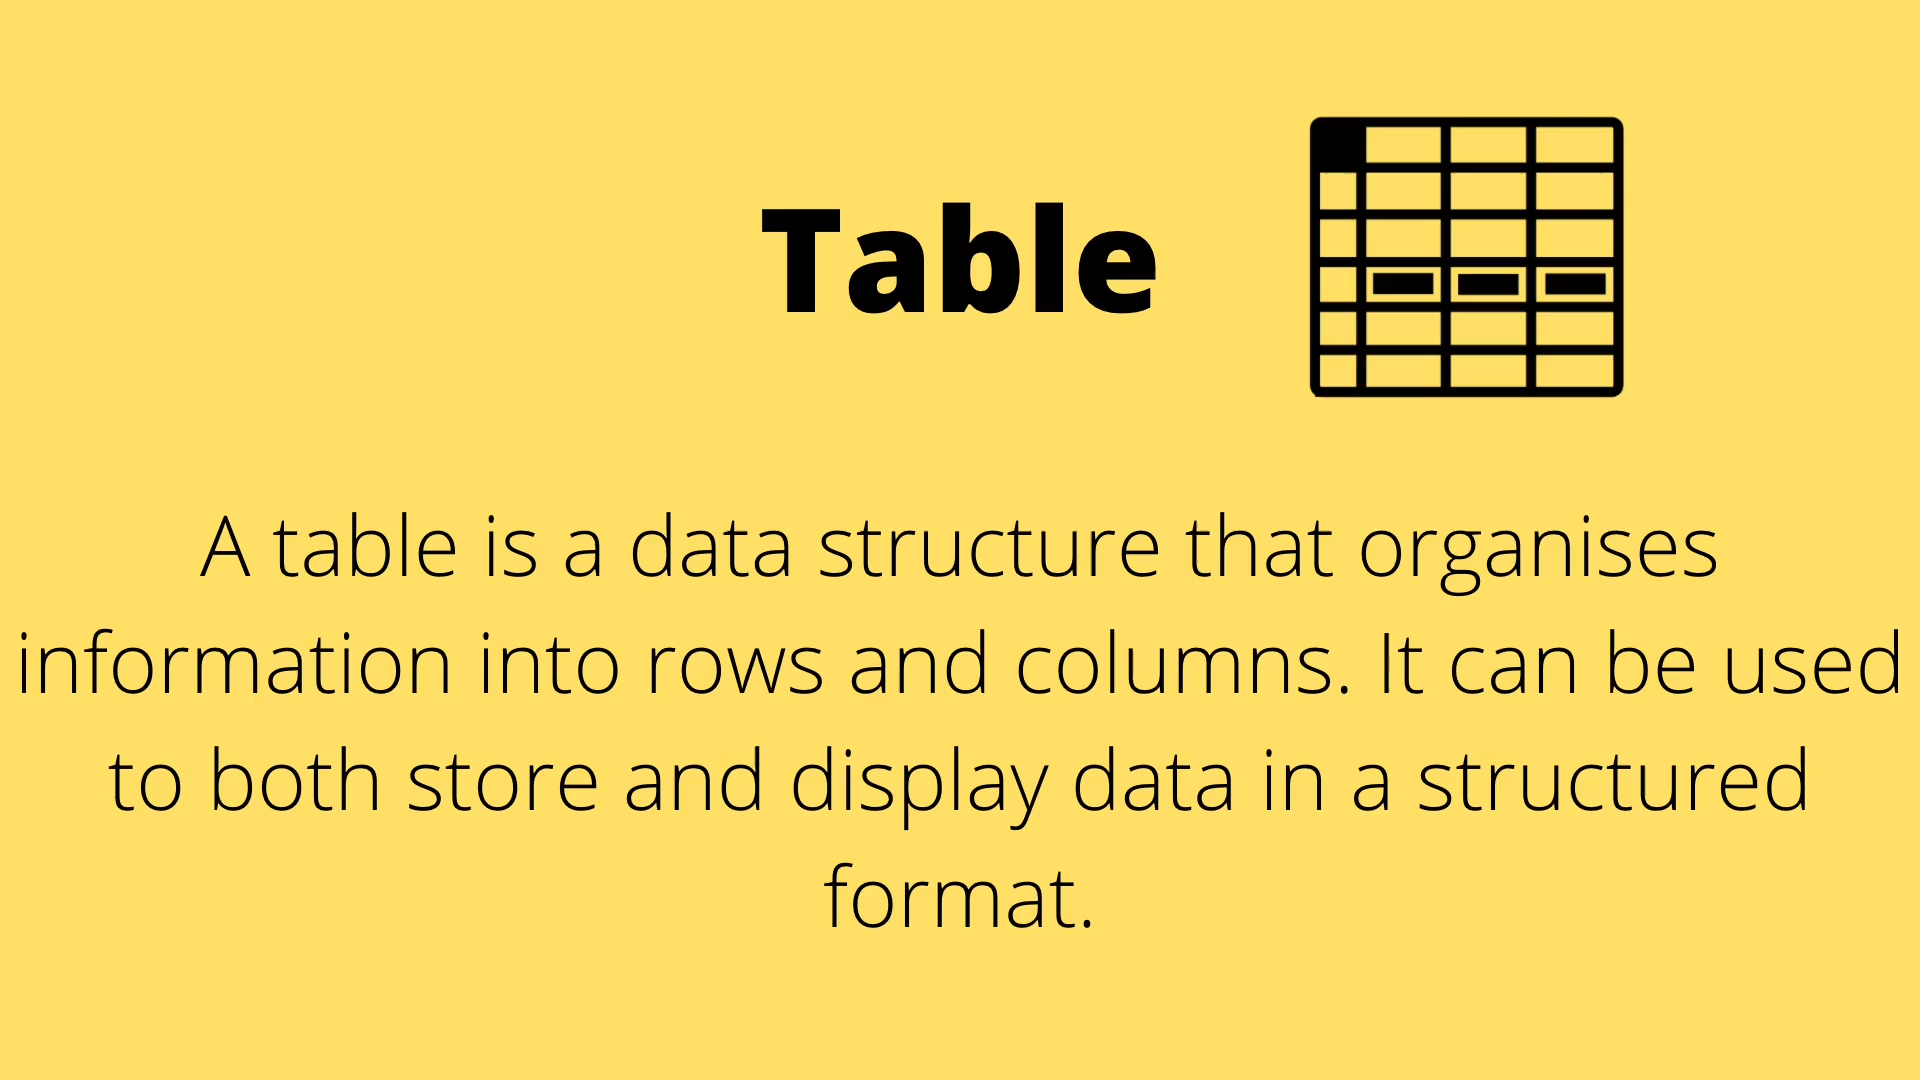 Table
A table is a data structure that organises
information into rows and columns. It can be used
to both store and display data in a structured
format.